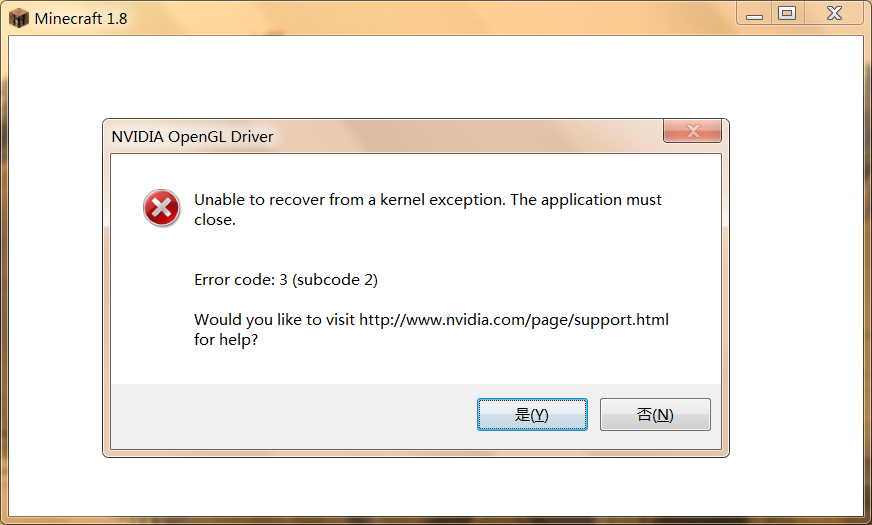 Minecraft 1.8
NVIDIA OpenGL Driver
Unable to recover from a kernel exception. The application must
close.
Error code: 3 (subcode 2)
Would you like to visit http://www.nvidia.com/page/support.html
for help?
是(Y)
否(N)